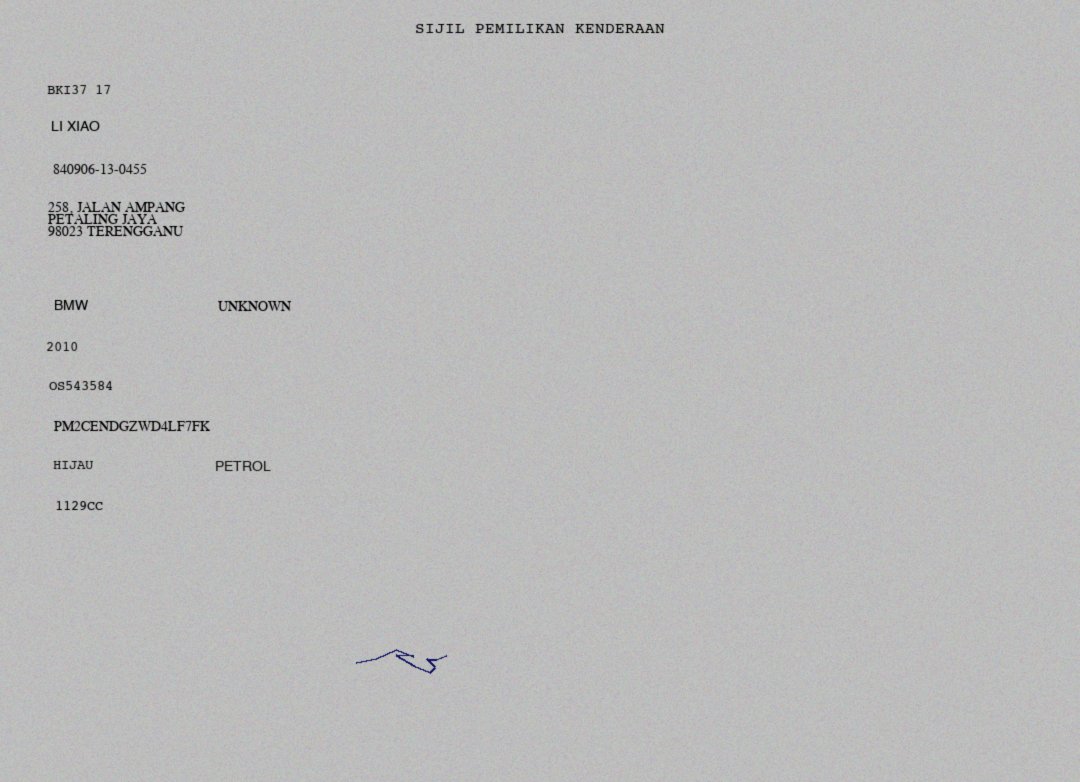 SIJIL PEMILIKAN KENDERAAN
BKI37 17
LI XIAO
840906-13-0455
258, JALAN AMPANG
PETALING JAYA
98023 TERENGGANU
BMW UNKNOWN
2010
OS543584
PM2CENDGZWD4LF7FK
HIJAU PETROL
1129CC